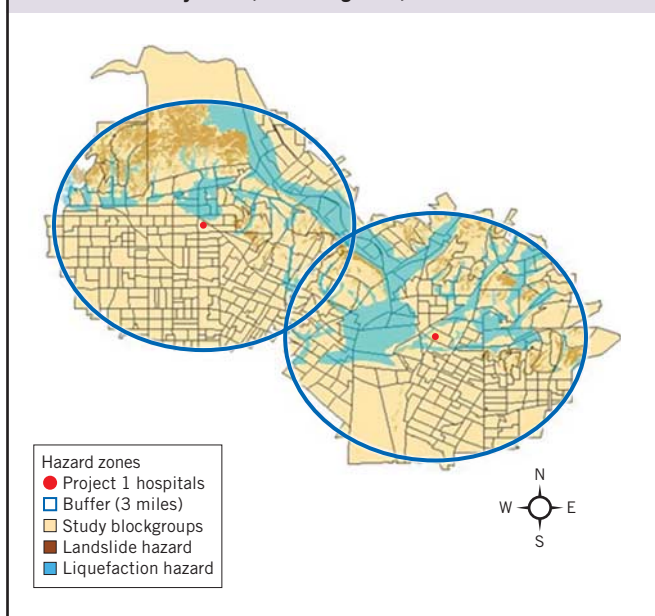 Hazard zones
Project 1 hospitals
Buffer (3 miles)
Study blockgroups
Landslide hazard
Liquefaction hazard
N
W E
S